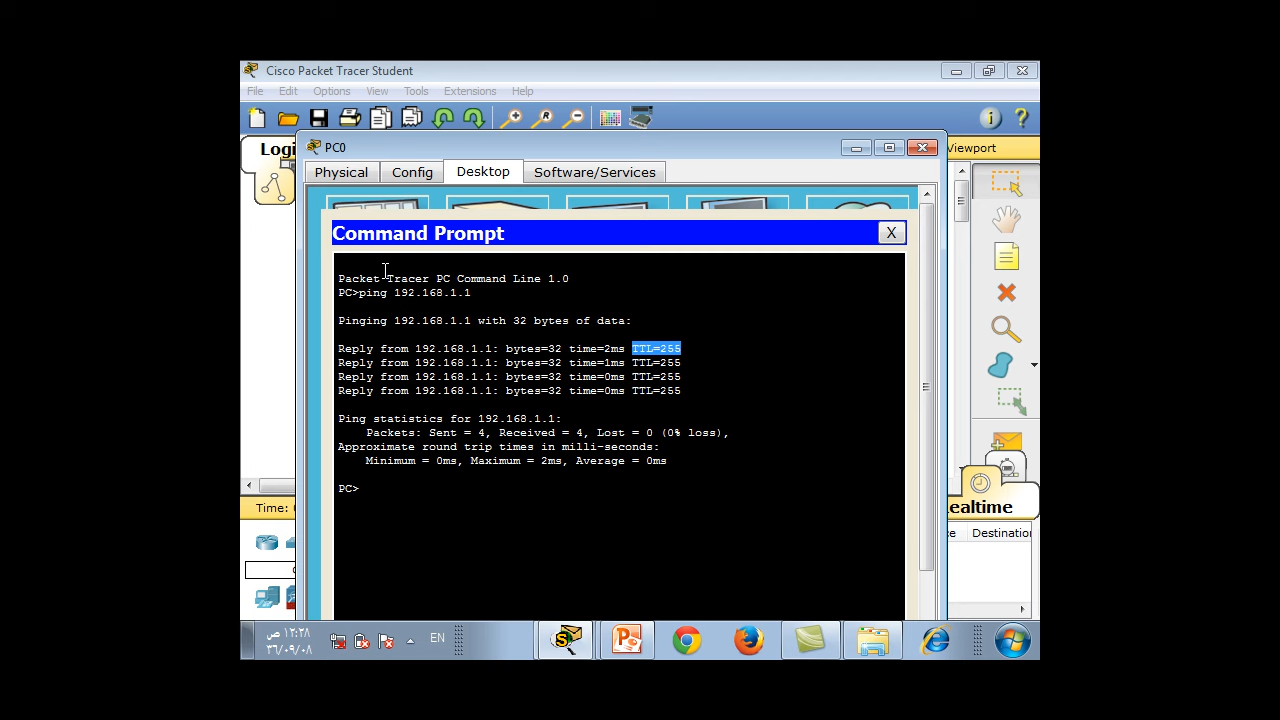 Cisco Packet Tracer Student
File Edit Options View Tools Extensions Help
PC0
Logi
Viewport
Physical Config Desktop Software/Services
Command Prompt
X
Packet Tracer PC Command Line 1.0
PC>ping 192.168.1.1
Pinging 192.168.1.1 with 32 bytes of data:
Reply from 192.168.1.1: bytes=32 time=2ms TTL=255
Reply from 192.168.1.1: bytes=32 time=1ms TTL=255
Reply from 192.168.1.1: bytes=32 time=0ms TTL=255
Reply from 192.168.1.1: bytes=32 time=0ms TTL=255
Ping statistics for 192.168.1.1:
Packets: Sent = 4, Received = 4, Lost = 0 (0% loss),
Approximate round trip times in milli-seconds:
Minimum = 0ms, Maximum = 2ms, Average = 0ms
PC>
Time:
ealtime
Destination
EN
١٢:٢٨ ص
٣٦/٠٩/٠٨